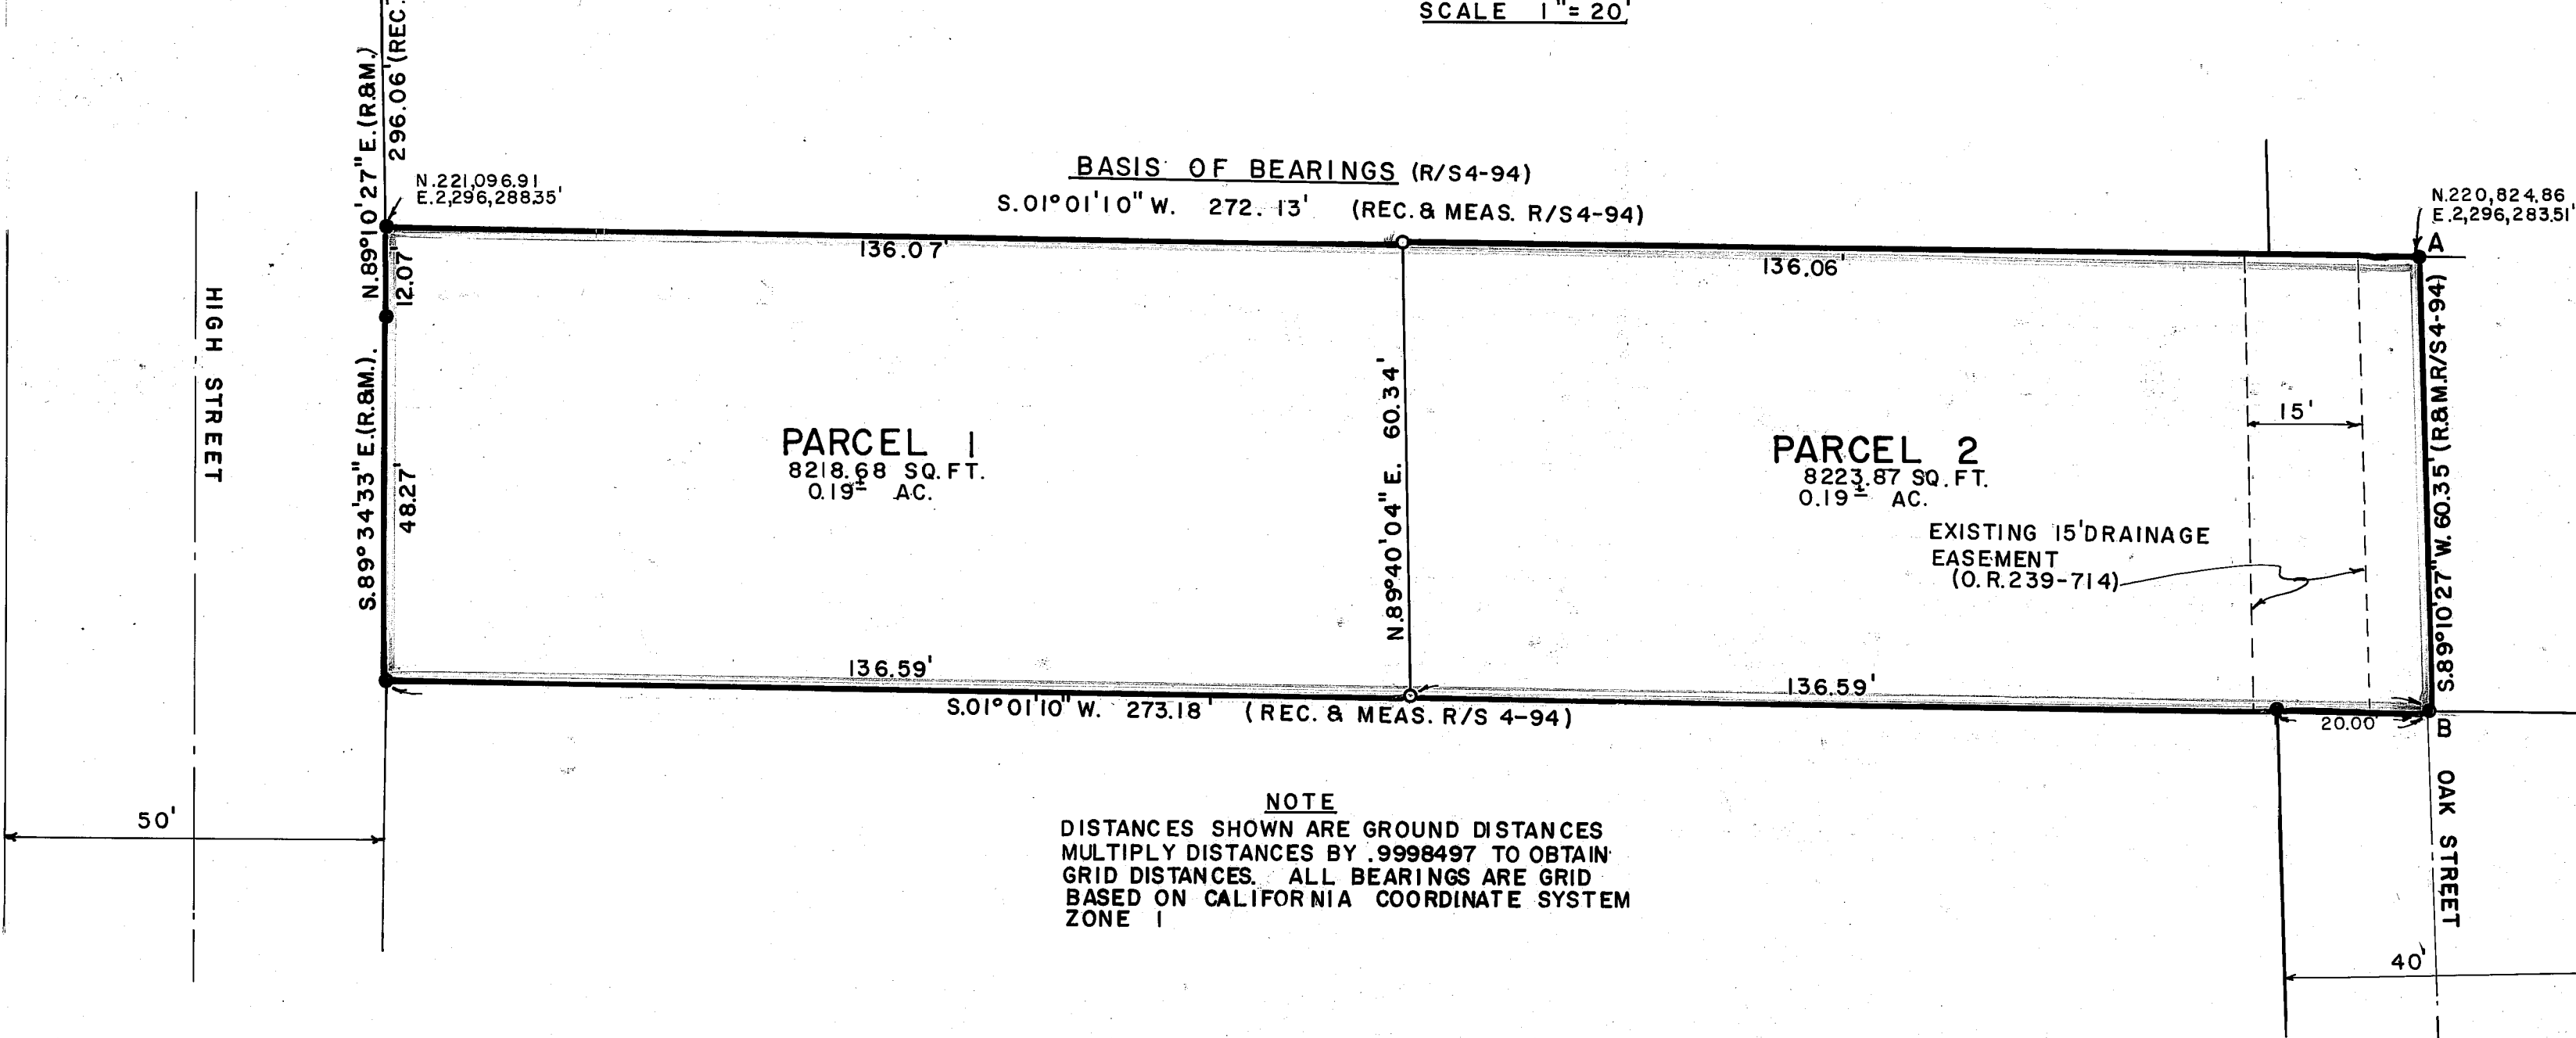 SCALE 1"= 20'
N.89°10'27"E.(R.&M.)
296.06'(REC.
N.221,096.91
E.2,296,288.35'
BASIS OF BEARINGS (R/S4-94)
S.01°01'10"W. 272.13' (REC. & MEAS. R/S4-94)
N.220,824.86
E.2,296,283.51'
A
136.07'
136.06'
12.07'
HIGH STREET
S.89°34'33"E.(R.&M.).
48.27'
PARCEL 1
8218.68 SQ. FT.
0.19± AC.
N.89°40'04"E. 60.34'
PARCEL 2
8223.87 SQ. FT.
0.19± AC.
15'
EXISTING 15' DRAINAGE
EASEMENT
(O.R.239-714)
S.89°10'27"W. 60.35' (R.&M.R/S4-94)
136.59'
136.59'
S.01°01'10"W. 273.18' (REC. & MEAS. R/S 4-94)
20.00'
B
OAK STREET
50'
NOTE
DISTANCES SHOWN ARE GROUND DISTANCES
MULTIPLY DISTANCES BY .9998497 TO OBTAIN
GRID DISTANCES. ALL BEARINGS ARE GRID
BASED ON CALIFORNIA COORDINATE SYSTEM
ZONE 1
40'